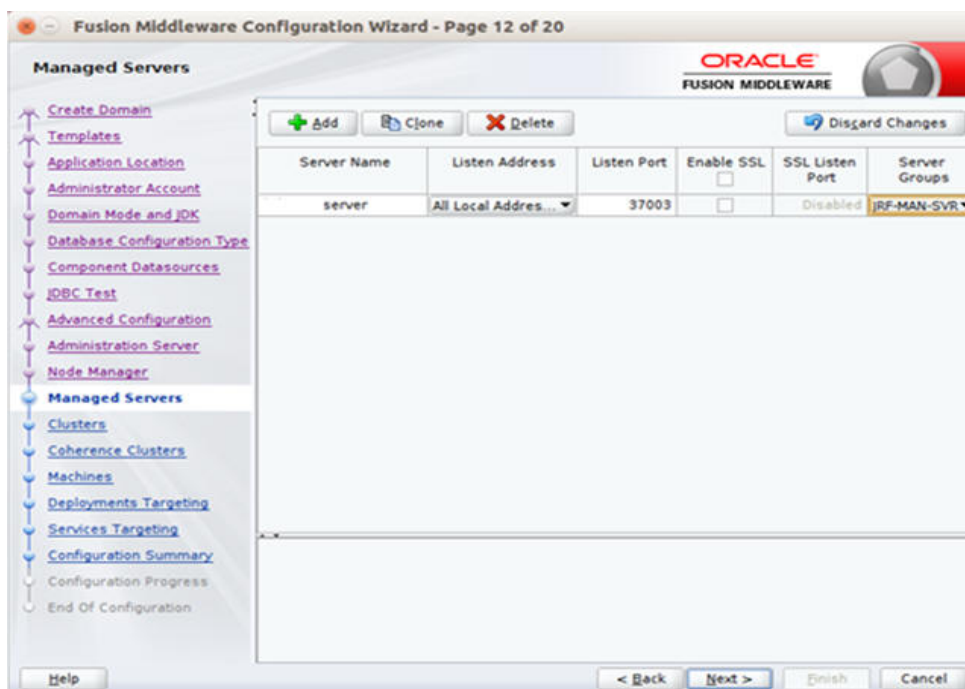 Fusion Middleware Configuration Wizard - Page 12 of 20
Managed Servers
ORACLE
FUSION MIDDLEWARE
Create Domain
Templates
Application Location
Administrator Account
Domain Mode and JDK
Database Configuration Type
Component Datasources
JDBC Test
Advanced Configuration
Administration Server
Node Manager
Managed Servers
Clusters
Coherence Clusters
Machines
Deployments Targeting
Services Targeting
Configuration Summary
Configuration Progress
End Of Configuration
Add Clone Delete Discard Changes
Server Name Listen Address Listen Port Enable SSL SSL Listen Port Server Groups
server All Local Addres... 37003 Disabled JRF-MAN-SVR
Help < Back Next > Finish Cancel